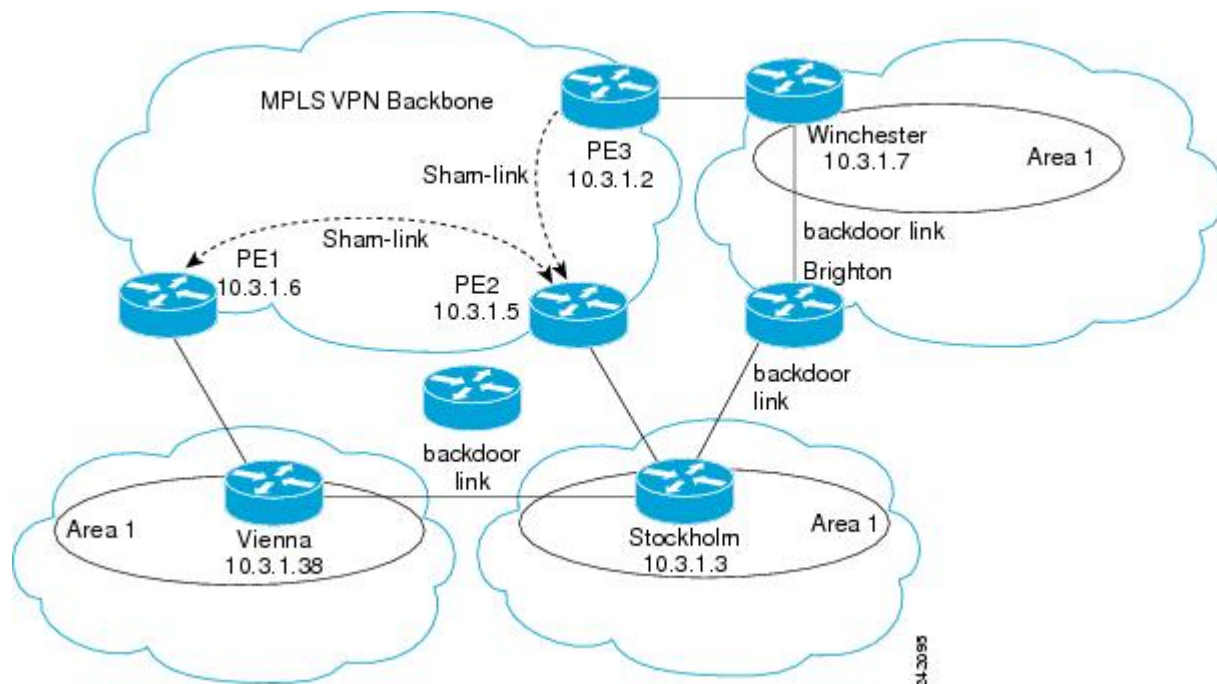 MPLS VPN Backbone
PE3
10.3.1.2
Winchester
10.3.1.7
Area 1
Sham-link
Sham-link
PE1
10.3.1.6
PE2
10.3.1.5
backdoor link
Brighton
backdoor
link
backdoor
link
Area 1
Vienna
10.3.1.38
Stockholm
10.3.1.3
Area 1
243095